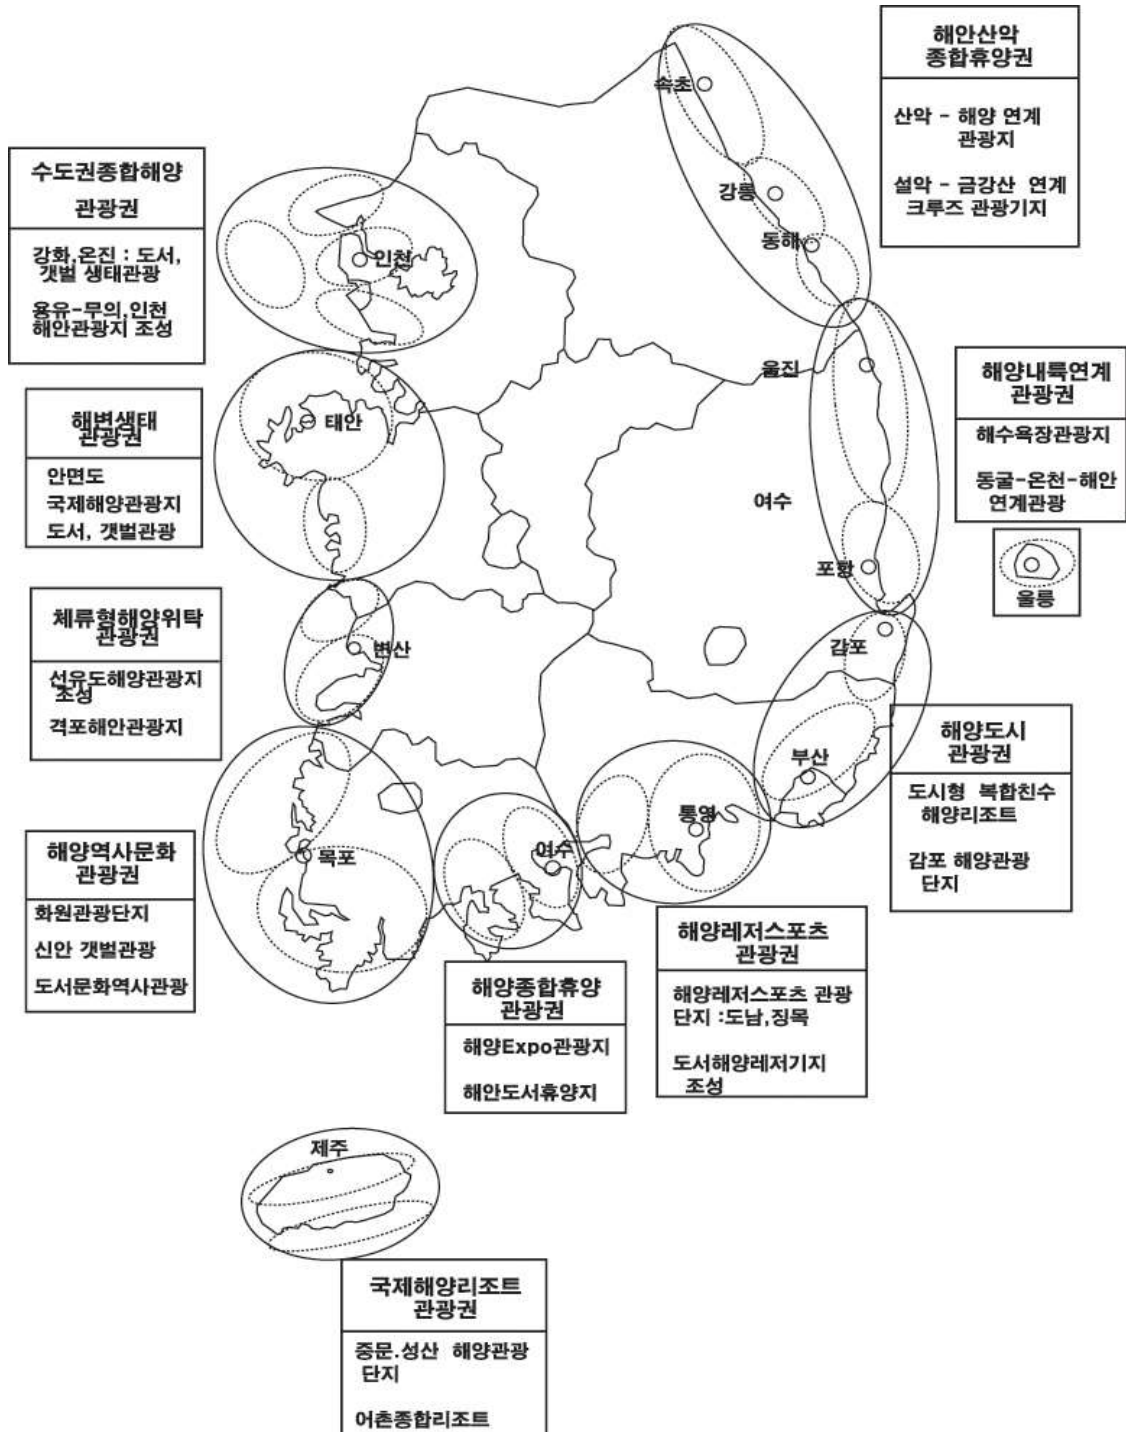 해안산악
종합휴양권
산악 - 해양 연계
관광지
설악 - 금강산 연계
크루즈 관광기지
속초
강릉
동해
수도권종합해양
관광권
강화,온진 : 도서,
갯벌 생태관광
용유-무의,인천
해안관광지 조성
인천
울진
해양내륙연계
관광권
해수욕장관광지
동굴-온천-해안
연계관광
해변생태
관광권
안면도
국제해양관광지
도서, 갯벌관광
태안
여수
포항
울릉
체류형해양위탁
관광권
선유도해양관광지
조성
격포해안관광지
변산
감포
해양도시
관광권
도시형 복합친수
해양리조트
감포 해양관광
단지
부산
통영
여수
목포
해양역사문화
관광권
화원관광단지
신안 갯벌관광
도서문화역사관광
해양레저스포츠
관광권
해양레저스포츠 관광
단지 :도남,징목
도서해양레저기지
조성
해양종합휴양
관광권
해양Expo관광지
해안도서휴양지
제주
국제해양리조트
관광권
중문.성산 해양관광
단지
어촌종합리조트